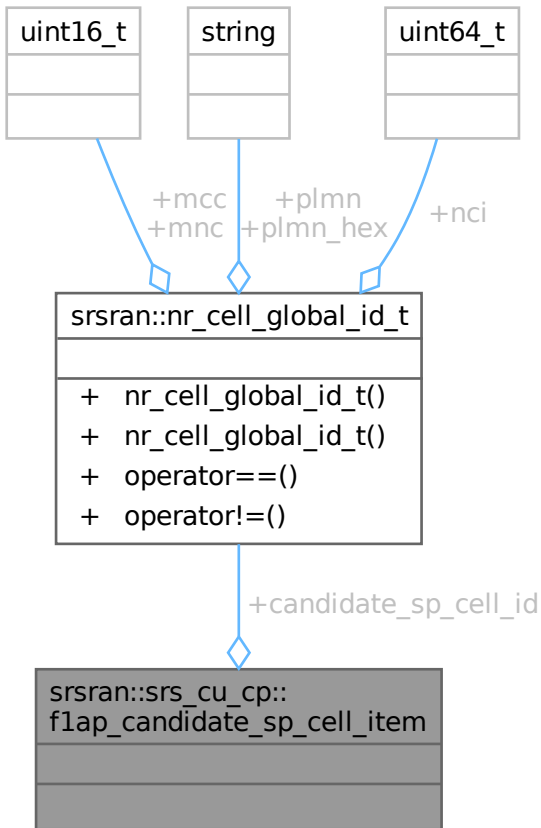 uint16_t
string
uint64_t
+mcc
+mnc
+plmn
+plmn_hex
+nci
srsran::nr_cell_global_id_t
+ nr_cell_global_id_t()
+ nr_cell_global_id_t()
+ operator==()
+ operator!=()
+candidate_sp_cell_id
srsran::srs_cu_cp::
f1ap_candidate_sp_cell_item